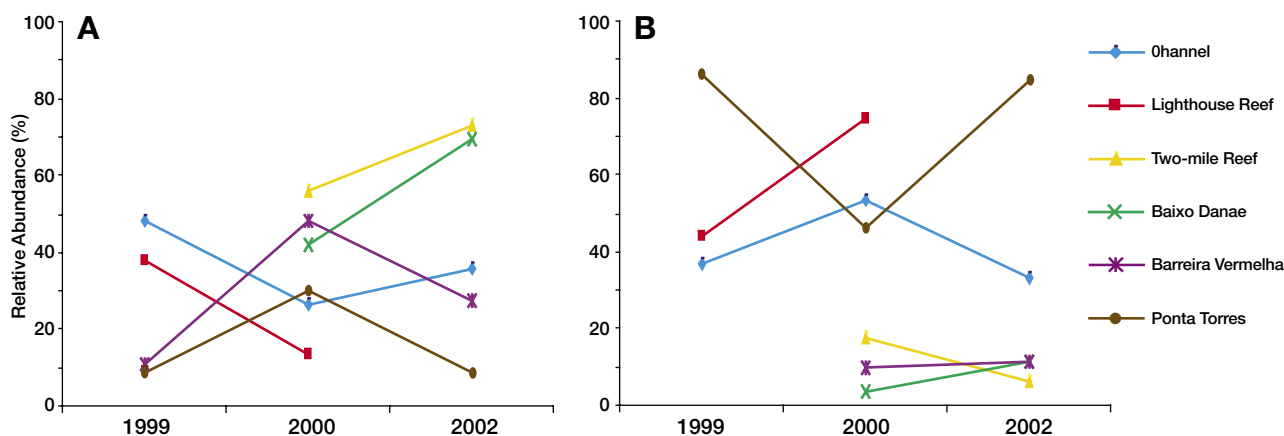 A
100
80
60
40
20
0
Relative Abundance (%)
1999 2000 2002
B
100
80
60
40
20
0
1999 2000 2002
0hannel
Lighthouse Reef
Two-mile Reef
Baixo Danae
Barreira Vermelha
Ponta Torres